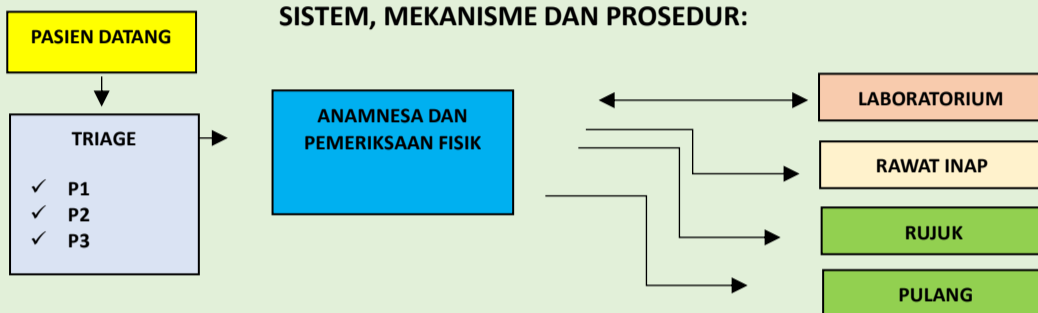 SISTEM, MEKANISME DAN PROSEDUR:
PASIEN DATANG
TRIAGE
✓ P1
✓ P2
✓ P3
ANAMNESA DAN
PEMERIKSAAN FISIK
LABORATORIUM
RAWAT INAP
RUJUK
PULANG